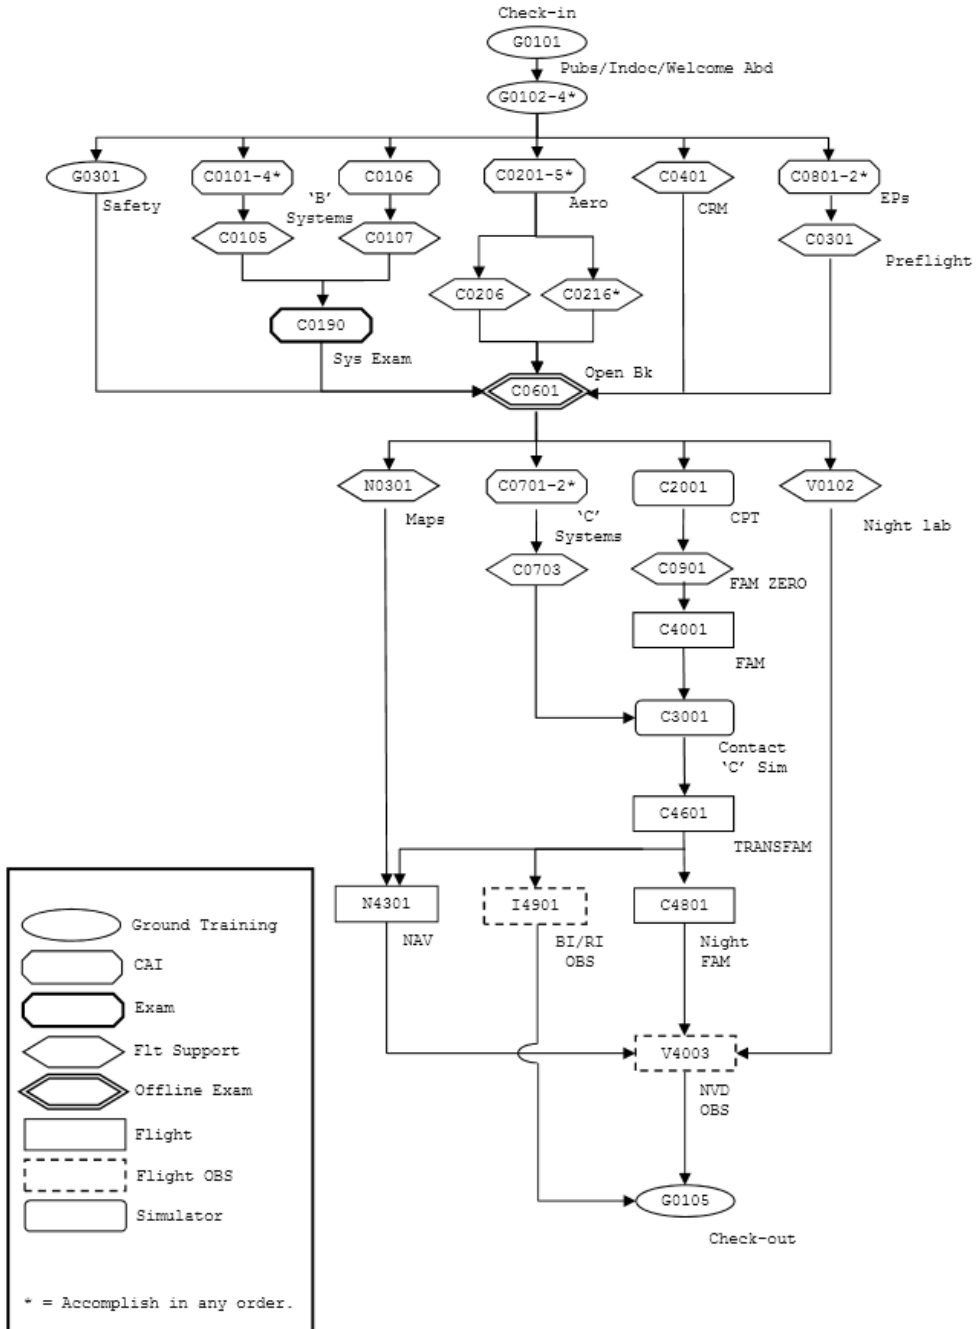 Check-in
G0101
Pubs/Indoc/Welcome Abd
G0102-4*
G0301
Safety
C0101-4*
C0106
‘B’
Systems
C0105
C0107
C0190
Sys Exam
C0201-5*
Aero
C0206
C0216*
C0401
CRM
C0801-2*
EPs
C0301
Preflight
Open Bk
C0601
N0301
Maps
C0701-2*
‘C’
Systems
C0703
C2001
CPT
C0901
FAM ZERO
C4001
FAM
V0102
Night lab
C3001
Contact
‘C’ Sim
C4601
TRANSFAM
N4301
NAV
I4901
BI/RI
OBS
C4801
Night
FAM
V4003
NVD
OBS
G0105
Check-out
Ground Training
CAI
Exam
Flt Support
Offline Exam
Flight
Flight OBS
Simulator
* = Accomplish in any order.